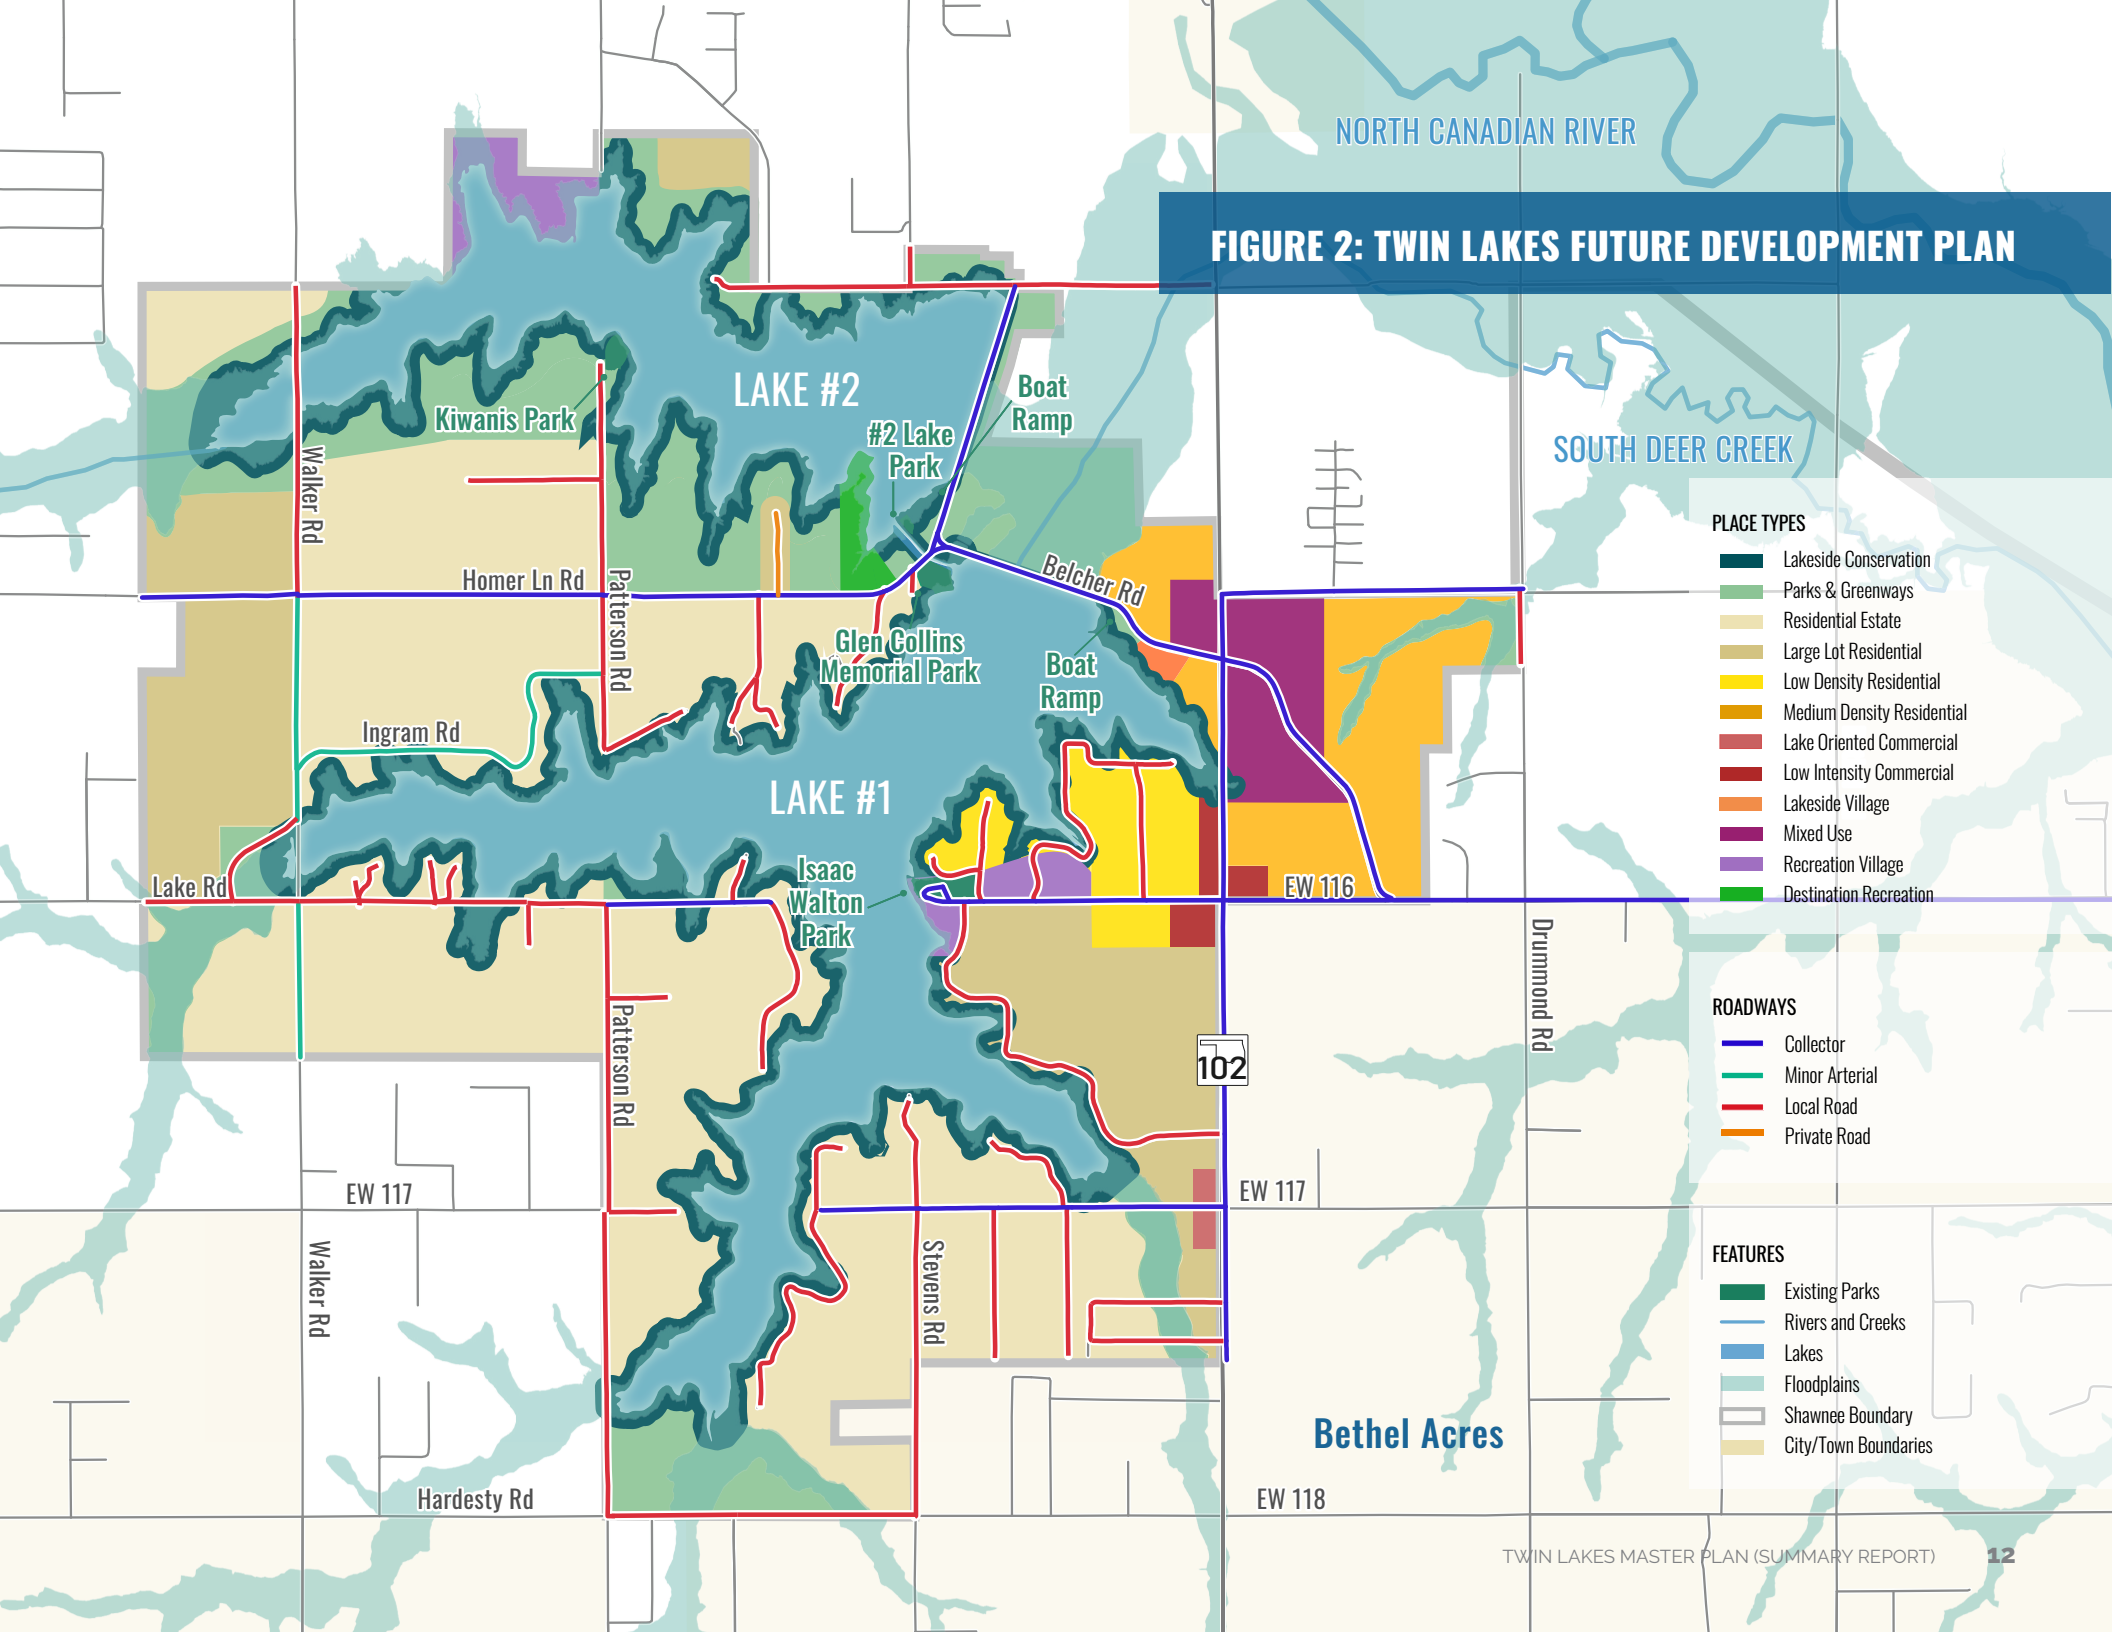 NORTH CANADIAN RIVER
FIGURE 2: TWIN LAKES FUTURE DEVELOPMENT PLAN
LAKE #2
Boat
Ramp
Kiwanis Park
#2 Lake
Park
SOUTH DEER CREEK
Walker Rd
Homer Ln Rd
Patterson Rd
Belcher Rd
Glen Collins
Memorial Park
Boat
Ramp
Ingram Rd
LAKE #1
Isaac
Walton
Park
Lake Rd
EW 116
Drummond Rd
Patterson Rd
102
EW 117
EW 117
Walker Rd
Stevens Rd
Bethel Acres
Hardesty Rd
EW 118
PLACE TYPES
Lakeside Conservation
Parks & Greenways
Residential Estate
Large Lot Residential
Low Density Residential
Medium Density Residential
Lake Oriented Commercial
Low Intensity Commercial
Lakeside Village
Mixed Use
Recreation Village
Destination Recreation
ROADWAYS
Collector
Minor Arterial
Local Road
Private Road
FEATURES
Existing Parks
Rivers and Creeks
Lakes
Floodplains
Shawnee Boundary
City/Town Boundaries
TWIN LAKES MASTER PLAN (SUMMARY REPORT) 12